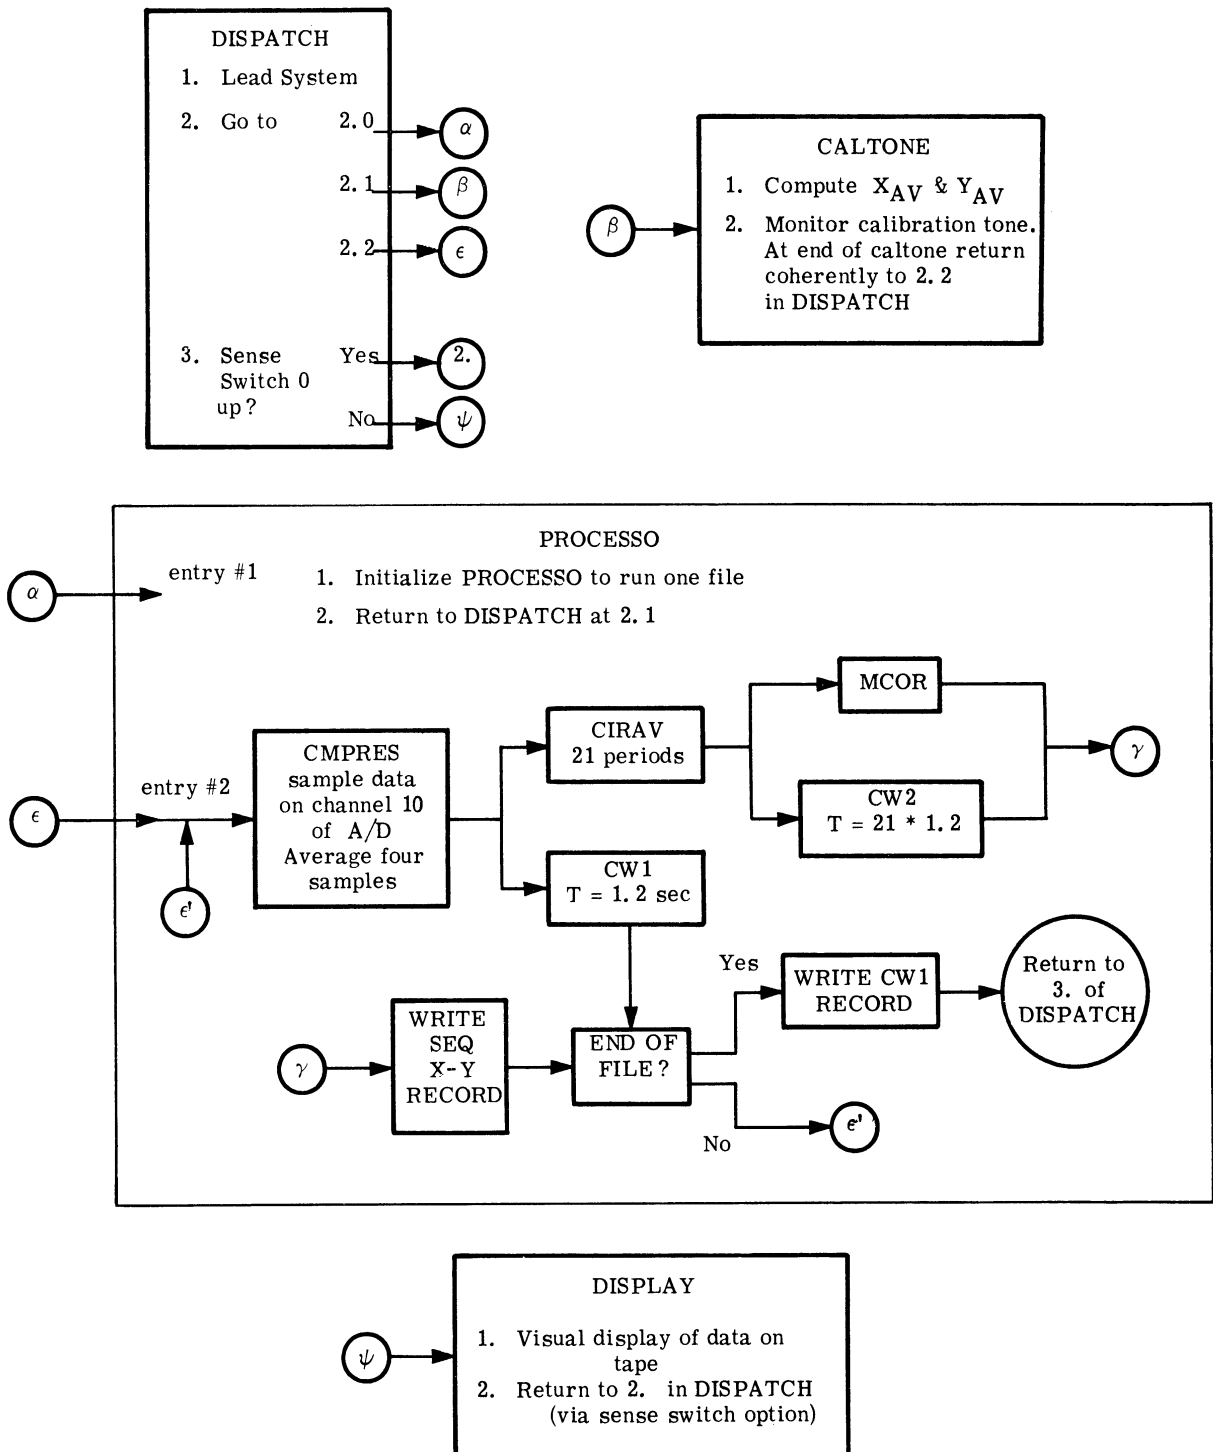 DISPATCH
1. Lead System
2. Go to 2.0 α
2.1 β
2.2 ϵ
3. Sense Yes 2.
Switch 0
up?
No ψ
CALTONE
β
1. Compute X_AV & Y_AV
2. Monitor calibration tone.
At end of caltone return
coherently to 2.2
in DISPATCH
PROCESSO
α
entry #1
1. Initialize PROCESSO to run one file
2. Return to DISPATCH at 2.1
ϵ
entry #2
ϵ'
CMPRES
sample data
on channel 10
of A/D
Average four
samples
CIRAV
21 periods
MCOR
CW2
T = 21 * 1.2
γ
CW1
T = 1.2 sec
γ
WRITE
SEQ
X-Y
RECORD
END OF
FILE?
Yes
WRITE CW1
RECORD
Return to
3. of
DISPATCH
No
ϵ'
DISPLAY
ψ
1. Visual display of data on
tape
2. Return to 2. in DISPATCH
(via sense switch option)